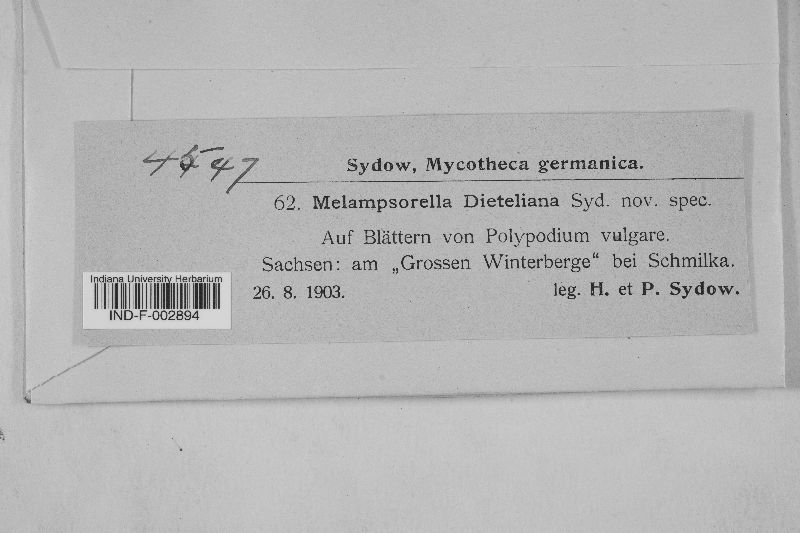 Sydow, Mycotheca germanica.
62. Melampsorella Dieteliana Syd. nov. spec.
Auf Blättern von Polypodium vulgare.
Sachsen: am „Grossen Winterberge“ bei Schmilka.
26. 8. 1903. leg. H. et P. Sydow.
Indiana University Herbarium
IND-F-002894